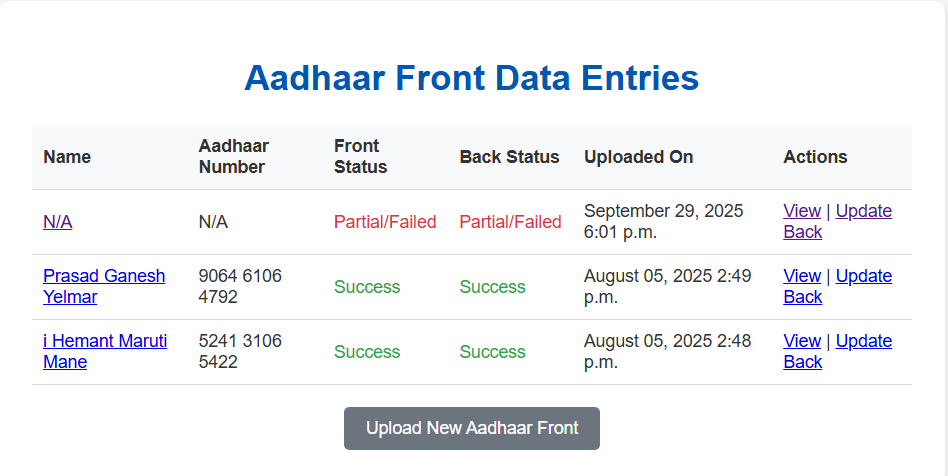 Aadhaar Front Data Entries
Name
Aadhaar
Number
Front
Status
Back Status
Uploaded On
Actions
N/A
N/A
Partial/Failed
Partial/Failed
September 29, 2025
6:01 p.m.
View | Update
Back
Prasad Ganesh
Yelmar
9064 6106
4792
Success
Success
August 05, 2025 2:49
p.m.
View | Update
Back
i Hemant Maruti
Mane
5241 3106
5422
Success
Success
August 05, 2025 2:48
p.m.
View | Update
Back
Upload New Aadhaar Front